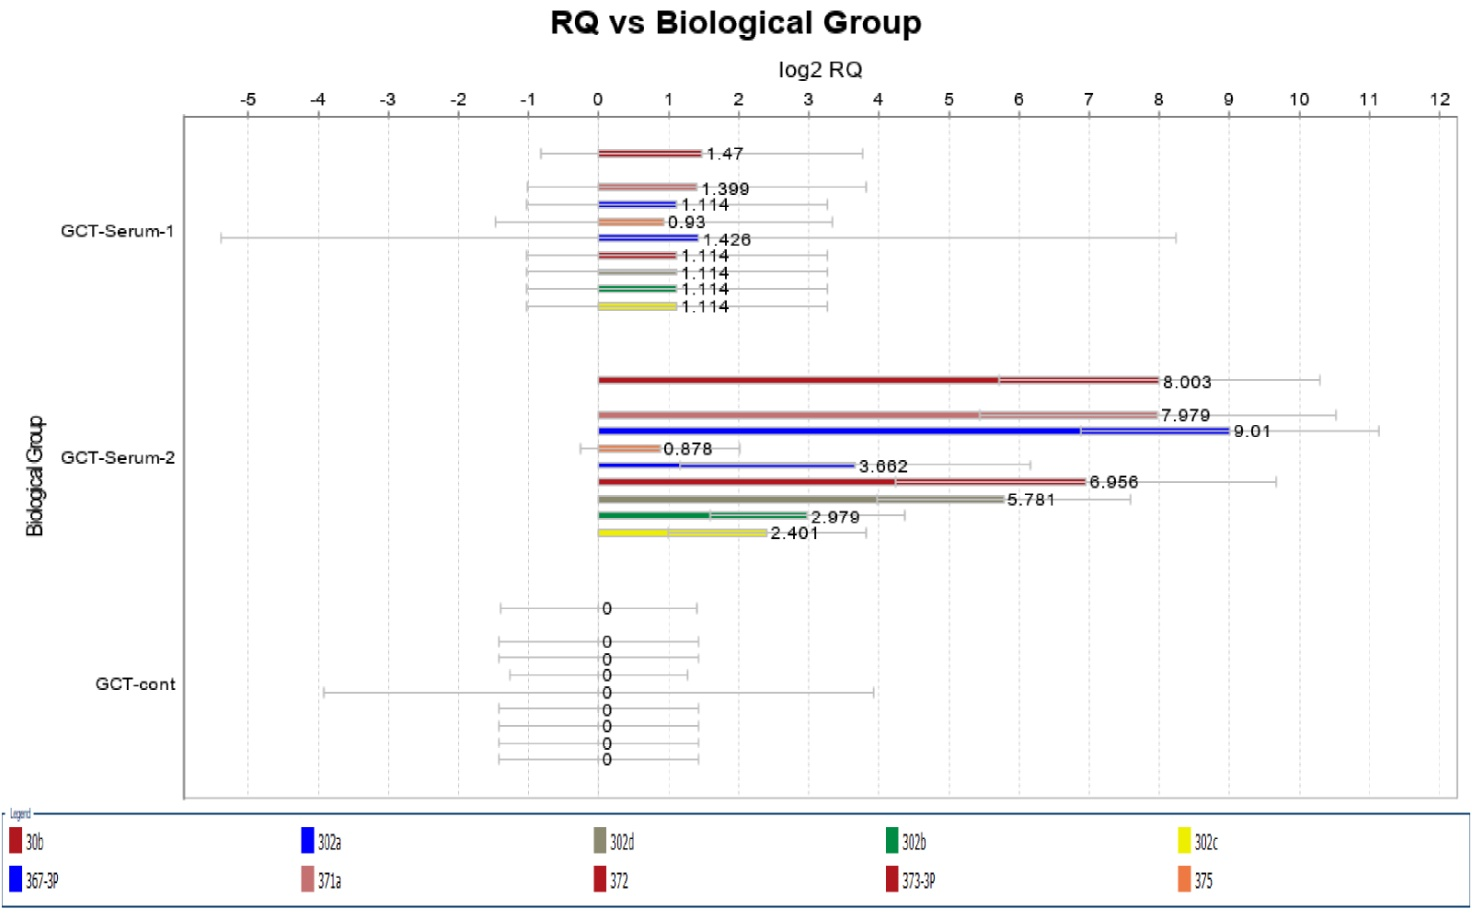 RQ vs Biological Group
log2 RQ
-5 -4 -3 -2 -1 0 1 2 3 4 5 6 7 8 9 10 11 12
Biological Group
GCT-Serum-1
1.47
1.399
1.114
0.93
1.426
1.114
1.114
1.114
1.114
GCT-Serum-2
8.003
7.979
9.01
0.878
3.662
6.956
5.781
2.979
2.401
GCT-cont
0
0
0
0
0
0
0
0
0
Legend
30b 302a 302d 302b 302c
367-3P 371a 372 373-3P 375